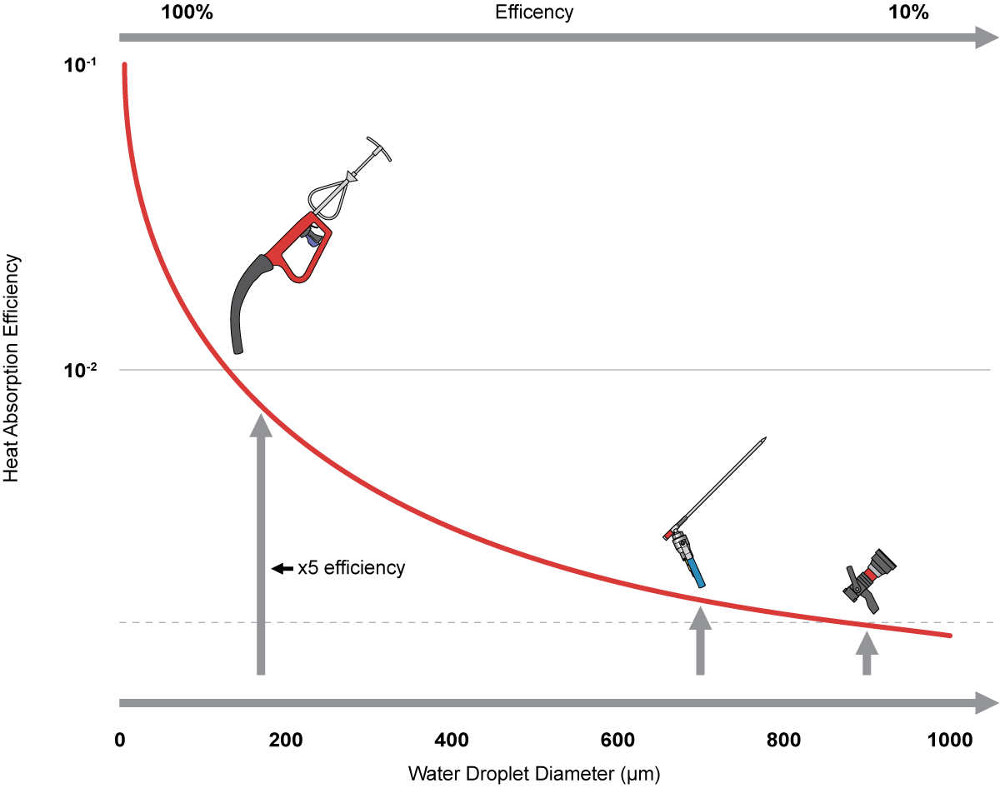 100% Efficency 10%
10-1
Heat Absorption Efficiency
10-2
x5 efficiency
0 200 400 600 800 1000
Water Droplet Diameter (µm)